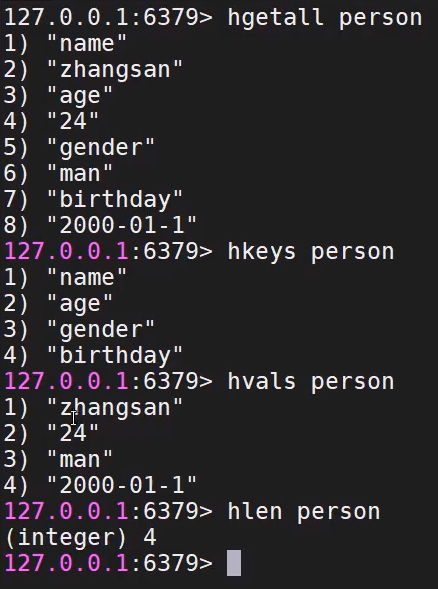 127.0.0.1:6379> hgetall person
1) "name"
2) "zhangsan"
3) "age"
4) "24"
5) "gender"
6) "man"
7) "birthday"
8) "2000-01-1"
127.0.0.1:6379> hkeys person
1) "name"
2) "age"
3) "gender"
4) "birthday"
127.0.0.1:6379> hvals person
1) "zhangsan"
2) "24"
3) "man"
4) "2000-01-1"
127.0.0.1:6379> hlen person
(integer) 4
127.0.0.1:6379>